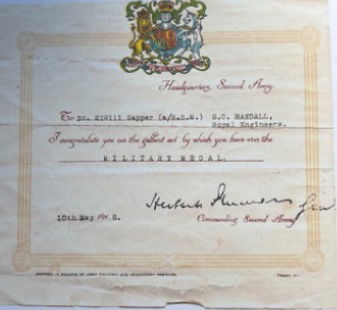 Headquarters, Second Army.
To No. 219111 Sapper (a/R.S.M.) S.C. RANDALL,
Royal Engineers.
I congratulate you on the gallant act by which you have won the
MILITARY MEDAL.
Herbert Plumer Genl
10th May 1918. Commanding Second Army.